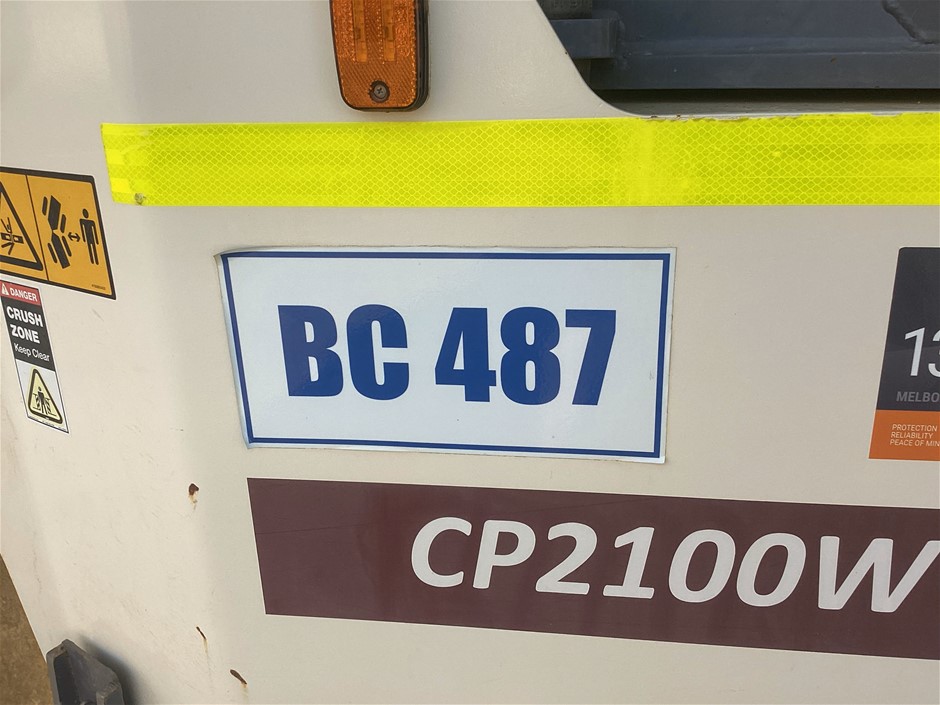 DANGER
CRUSH
ZONE
Keep Clear
BC 487
13
MELBO
PROTECTION
RELIABILITY
PEACE OF MIN
CP2100W